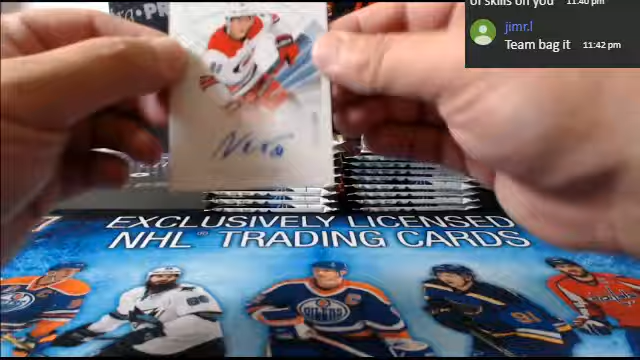 of skills on you 11:40 pm
jimr.l
Team bag it 11:42 pm
EXCLUSIVELY LICENSED
NHL® TRADING CARDS